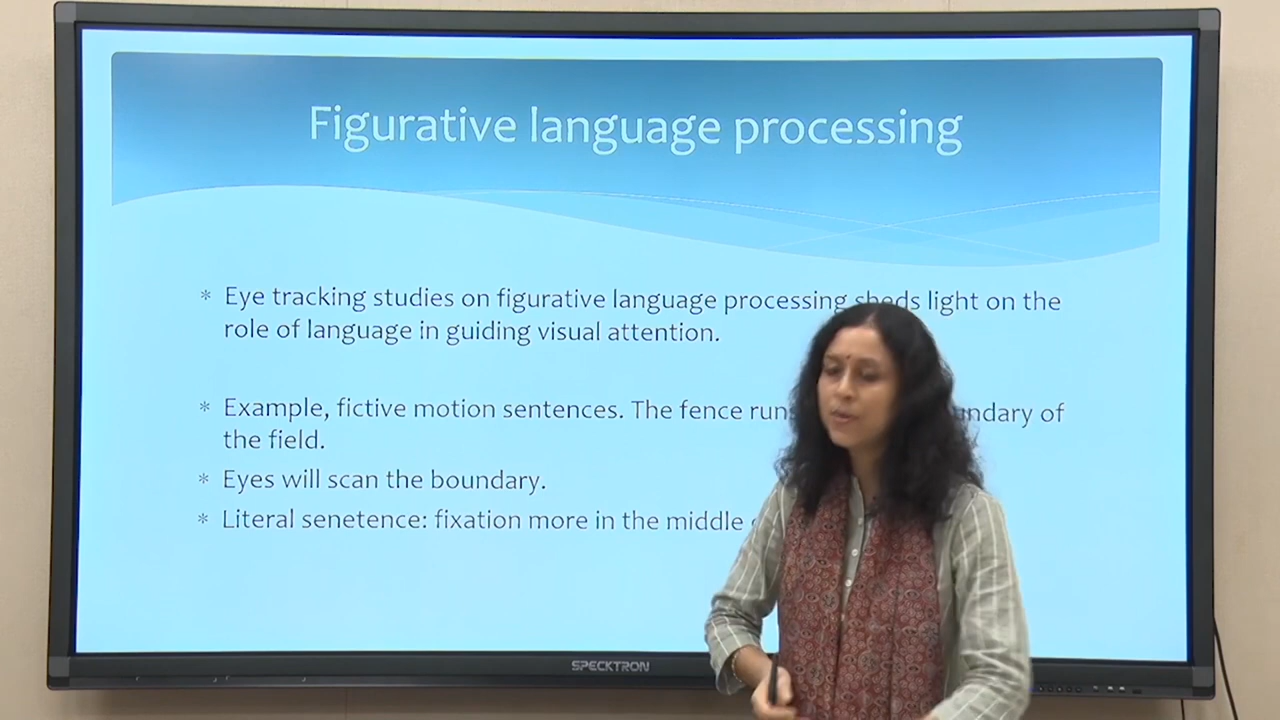 Figurative language processing
* Eye tracking studies on figurative language processing sheds light on the
role of language in guiding visual attention.
* Example, fictive motion sentences. The fence runs of
the field.
* Eyes will scan the boundary.
* Literal senetence: fixation more in the middle
SPECKTRON